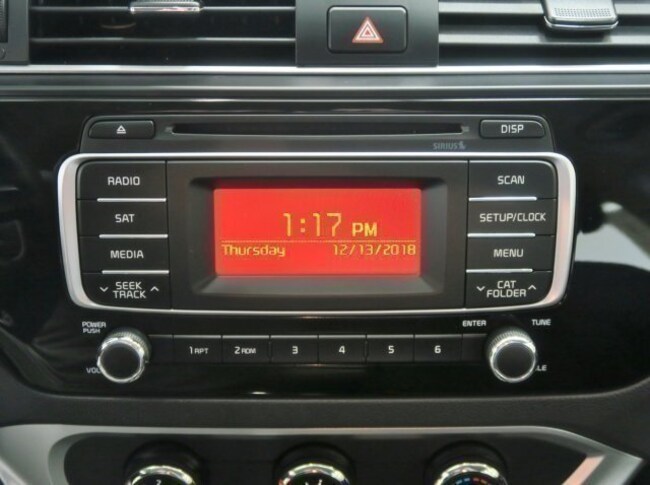 DISP
SIRIUS
RADIO
SCAN
1:17 PM
SAT
SETUP/CLOCK
Thursday 12/13/2018
MEDIA
MENU
SEEK
TRACK
CAT
FOLDER
POWER
PUSH
ENTER
TUNE
1 RPT
2 RDM
3
4
5
6